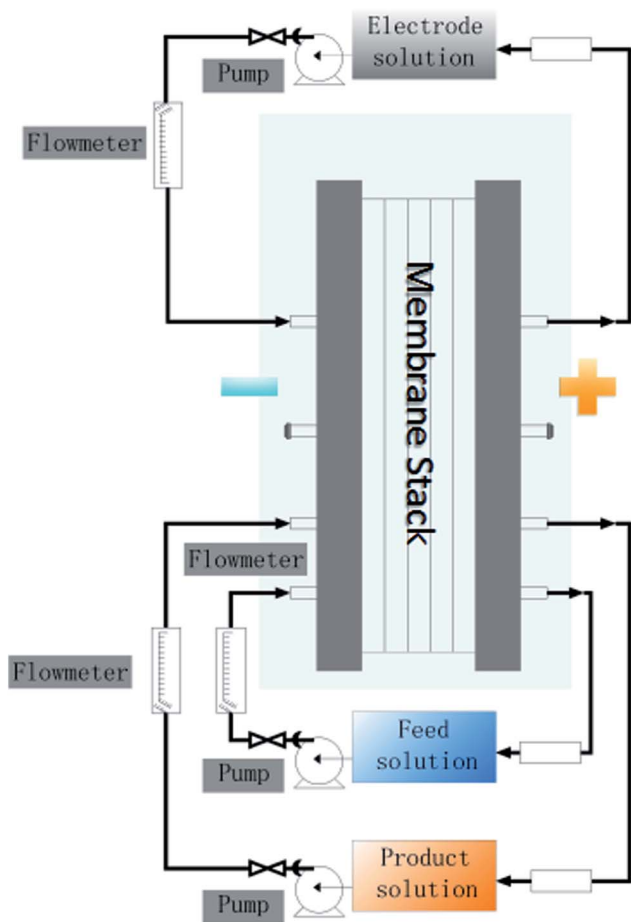 Electrode
solution
Pump
Flowmeter
Membrane Stack
Flowmeter
Flowmeter
Feed
solution
Pump
Product
solution
Pump